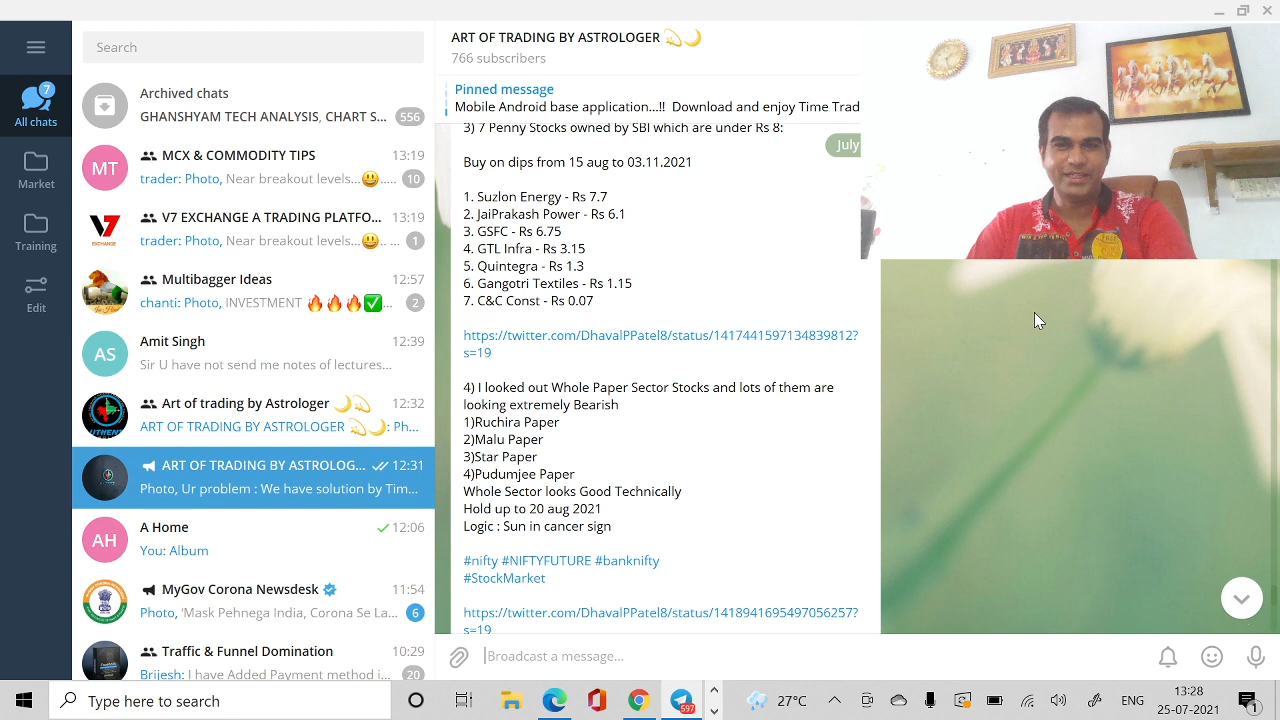 Search
7
All chats
Market
Training
Edit
Archived chats
GHANSHYAM TECH ANALYSIS, CHART S... 556
MT
MCX & COMMODITY TIPS 13:19
trader: Photo, Near breakout levels...😃..... 10
V7
EXCHANGE
V7 EXCHANGE A TRADING PLATFO... 13:19
trader: Photo, Near breakout levels...😃.. ... 1
Multibagger Ideas 12:57
chanti: Photo, INVESTMENT 🔥🔥🔥✅... 2
AS
Amit Singh 12:39
Sir U have not send me notes of lectures...
Art of trading by Astrologer 🌙💫 12:32
ART OF TRADING BY ASTROLOGER 💫🌙: Ph...
ART OF TRADING BY ASTROLOG... 12:31
Photo, Ur problem : We have solution by Tim...
AH
A Home 12:06
You: Album
MyGov Corona Newsdesk 11:54
Photo, 'Mask Pehnega India, Corona Se La... 6
Traffic & Funnel Domination 10:29
Brijesh: I have Added Payment method i... 20
ART OF TRADING BY ASTROLOGER 💫🌙
766 subscribers
Pinned message
Mobile Android base application...!! Download and enjoy Time Trad
July
3) 7 Penny Stocks owned by SBI which are under Rs 8:
Buy on dips from 15 aug to 03.11.2021
1. Suzlon Energy - Rs 7.7
2. JaiPrakash Power - Rs 6.1
3. GSFC - Rs 6.75
4. GTL Infra - Rs 3.15
5. Quintegra - Rs 1.3
6. Gangotri Textiles - Rs 1.15
7. C&C Const - Rs 0.07
https://twitter.com/DhavalPPatel8/status/1417441597134839812?
s=19
4) I looked out Whole Paper Sector Stocks and lots of them are
looking extremely Bearish
1)Ruchira Paper
2)Malu Paper
3)Star Paper
4)Pudumjee Paper
Whole Sector looks Good Technically
Hold up to 20 aug 2021
Logic : Sun in cancer sign
#nifty #NIFTYFUTURE #banknifty
#StockMarket
https://twitter.com/DhavalPPatel8/status/1418941695497056257?
s=19
Broadcast a message...
Type here to search
597
27°C
ENG
13:28
25-07-2021
1